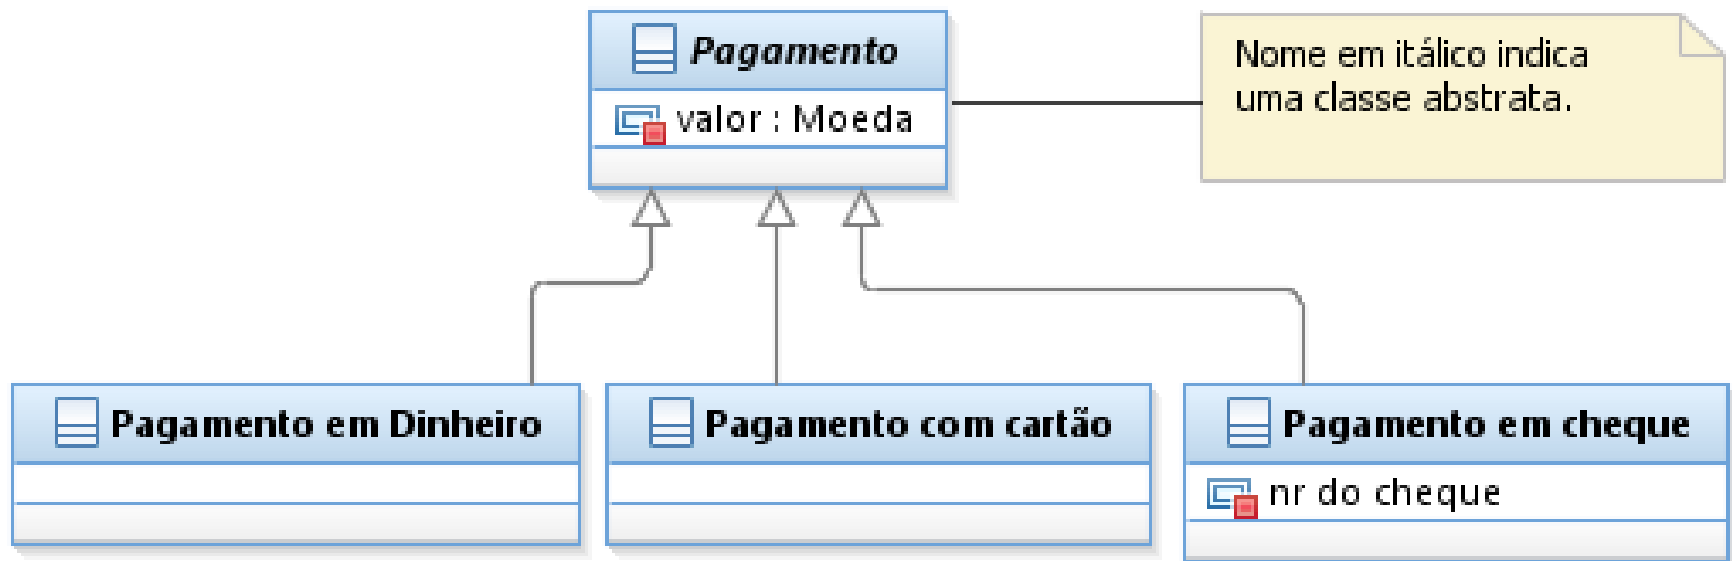 Pagamento
valor : Moeda
Nome em itálico indica
uma classe abstrata.
Pagamento em Dinheiro
Pagamento com cartão
Pagamento em cheque
nr do cheque